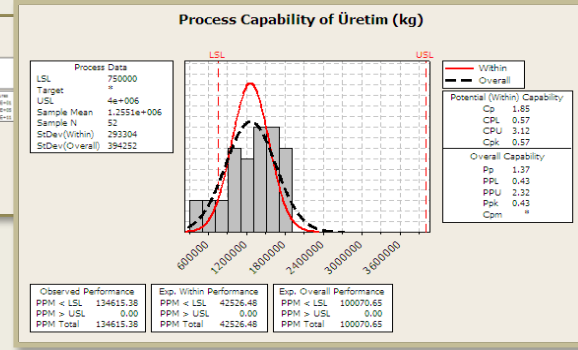 Process Capability of Üretim (kg)
LSL
USL
Process Data
LSL 750000
Target *
USL 4e+006
Sample Mean 1.2551e+006
Sample N 52
StDev(Within) 293304
StDev(Overall) 394252
Within
Overall
Potential (Within) Capability
Cp 1.85
CPL 0.57
CPU 3.12
Cpk 0.57
Overall Capability
Pp 1.37
PPL 0.43
PPU 2.32
Ppk 0.43
Cpm *
600000 1200000 1800000 2400000 3000000 3600000
Observed Performance
PPM < LSL 134615.38
PPM > USL 0.00
PPM Total 134615.38
Exp. Within Performance
PPM < LSL 42526.48
PPM > USL 0.00
PPM Total 42526.48
Exp. Overall Performance
PPM < LSL 100070.65
PPM > USL 0.00
PPM Total 100070.65